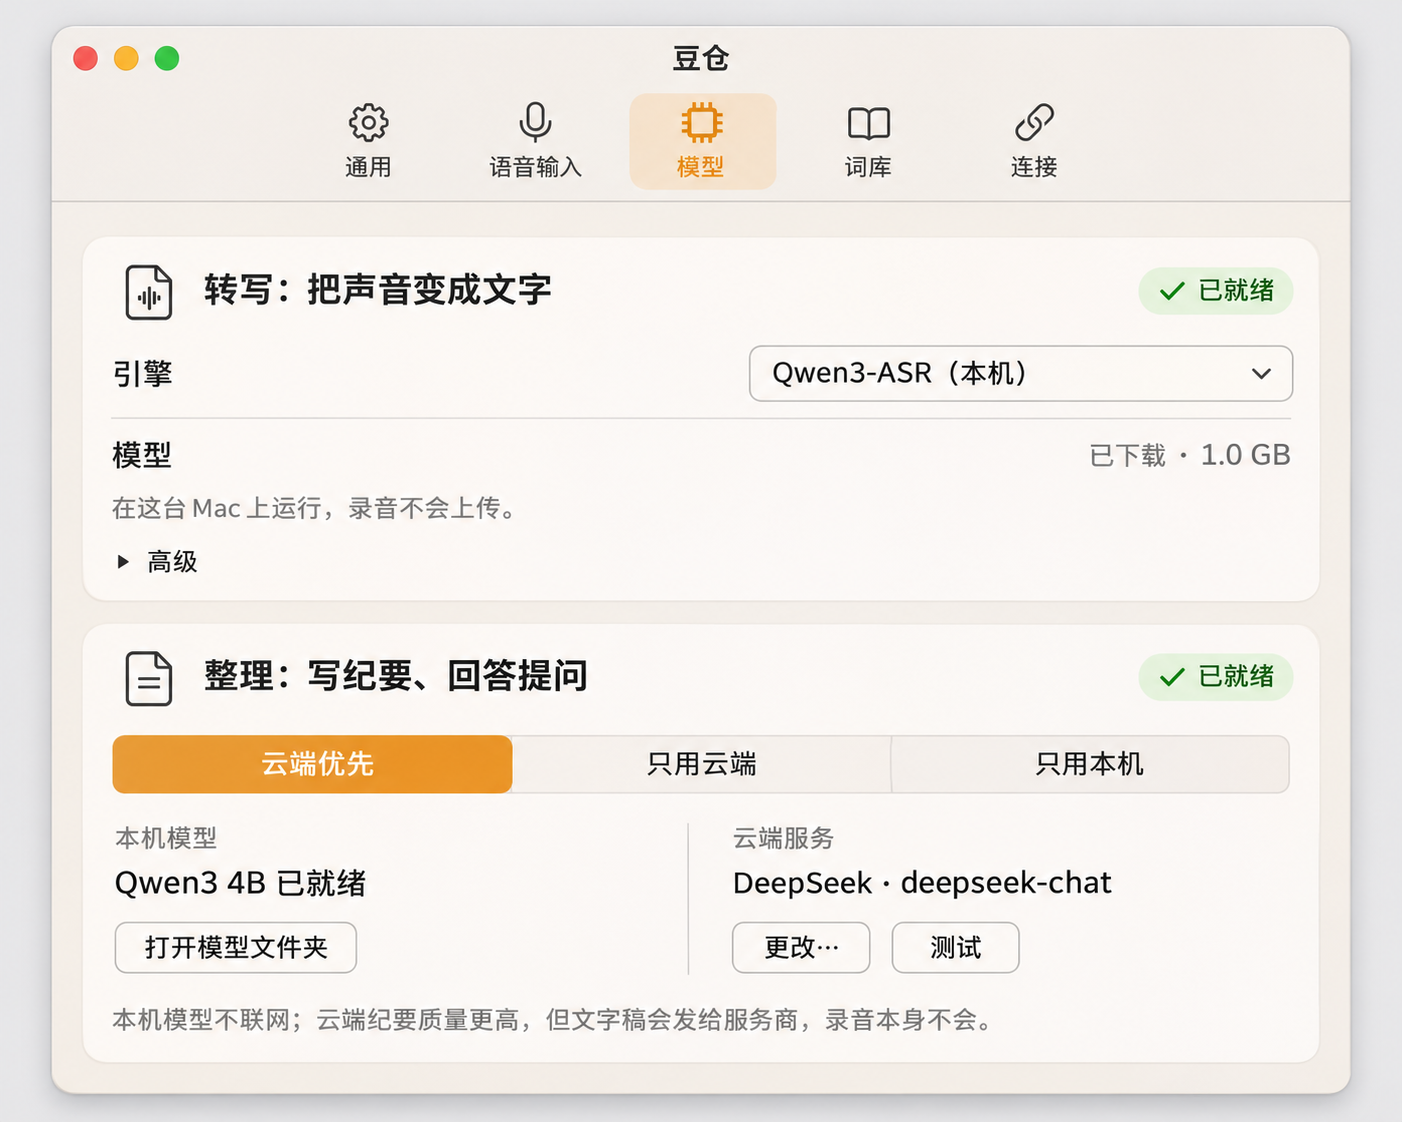 豆仓
通用
语音输入
模型
词库
连接
转写：把声音变成文字
已就绪
引擎
Qwen3-ASR（本机）
模型
已下载 · 1.0 GB
在这台 Mac 上运行，录音不会上传。
高级
整理：写纪要、回答提问
已就绪
云端优先
只用云端
只用本机
本机模型
Qwen3 4B 已就绪
打开模型文件夹
云端服务
DeepSeek · deepseek-chat
更改…
测试
本机模型不联网；云端纪要质量更高，但文字稿会发给服务商，录音本身不会。